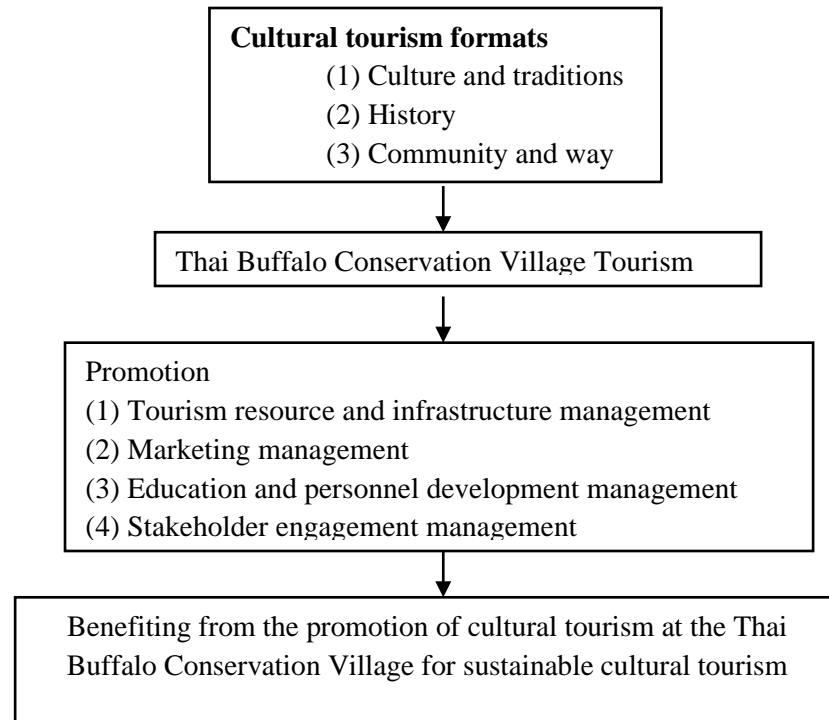 Cultural tourism formats
(1) Culture and traditions
(2) History
(3) Community and way
Thai Buffalo Conservation Village Tourism
Promotion
(1) Tourism resource and infrastructure management
(2) Marketing management
(3) Education and personnel development management
(4) Stakeholder engagement management
Benefiting from the promotion of cultural tourism at the Thai
Buffalo Conservation Village for sustainable cultural tourism